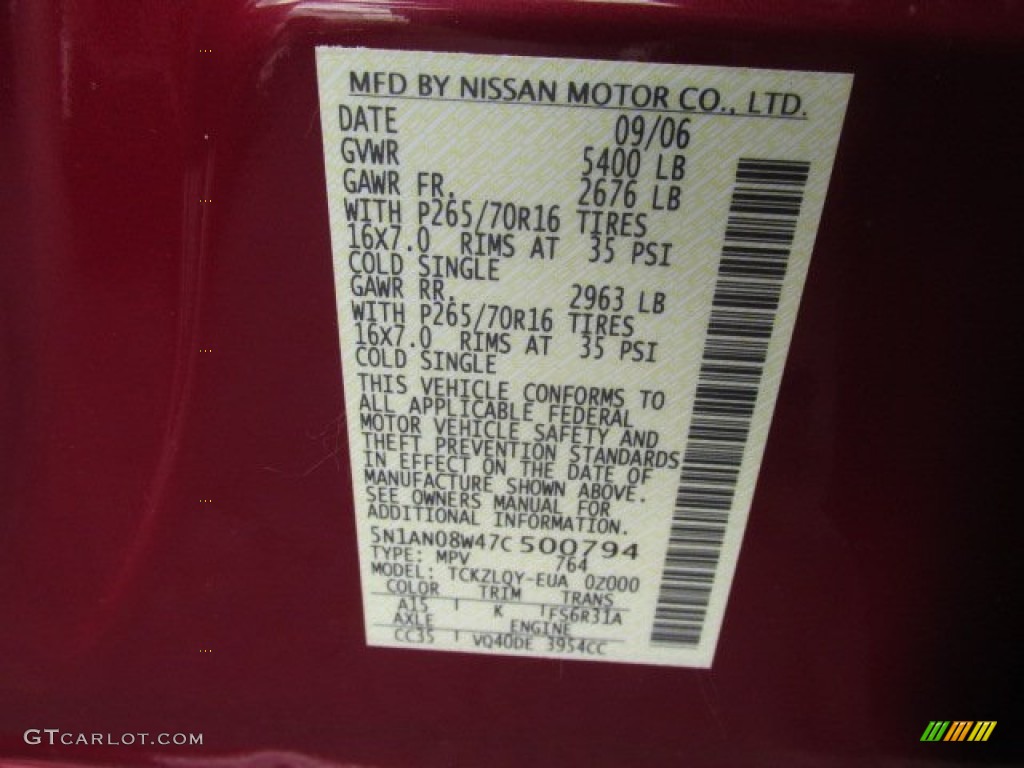 MFD BY NISSAN MOTOR CO., LTD.
DATE 09/06
GVWR 5400 LB
GAWR FR. 2676 LB
WITH P265/70R16 TIRES
16X7.0 RIMS AT 35 PSI
COLD SINGLE
GAWR RR. 2963 LB
WITH P265/70R16 TIRES
16X7.0 RIMS AT 35 PSI
COLD SINGLE
THIS VEHICLE CONFORMS TO
ALL APPLICABLE FEDERAL
MOTOR VEHICLE SAFETY AND
THEFT PREVENTION STANDARDS
IN EFFECT ON THE DATE OF
MANUFACTURE SHOWN ABOVE.
SEE OWNERS MANUAL FOR
ADDITIONAL INFORMATION.
5N1AN08W47C500794
TYPE: MPV 764
MODEL: TCKZLQY-EUA 0Z000
COLOR TRIM TRANS
A15 K FS6R31A
AXLE ENGINE
CC35 VQ40DE 3954CC
GTCARLOT.COM